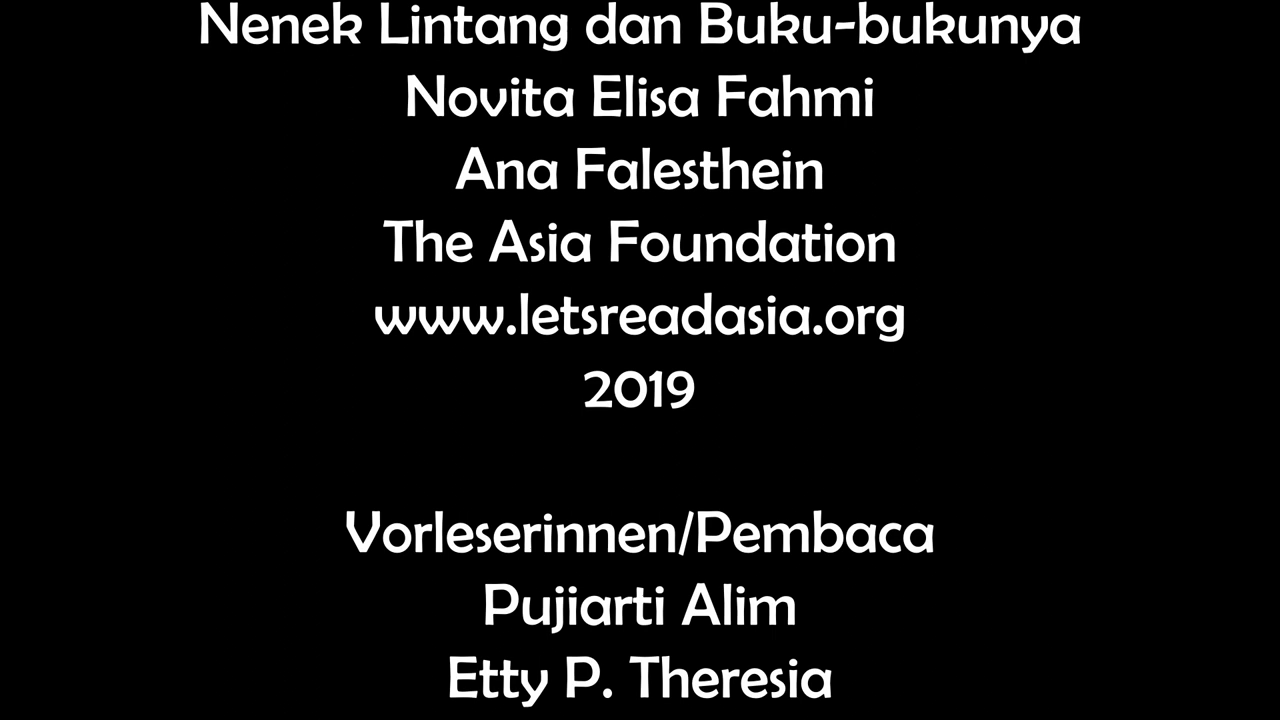 Nenek Lintang dan Buku-bukunya
Novita Elisa Fahmi
Ana Falesthein
The Asia Foundation
www.letsreadasia.org
2019
Vorleserinnen/Pembaca
Pujiarti Alim
Etty P. Theresia